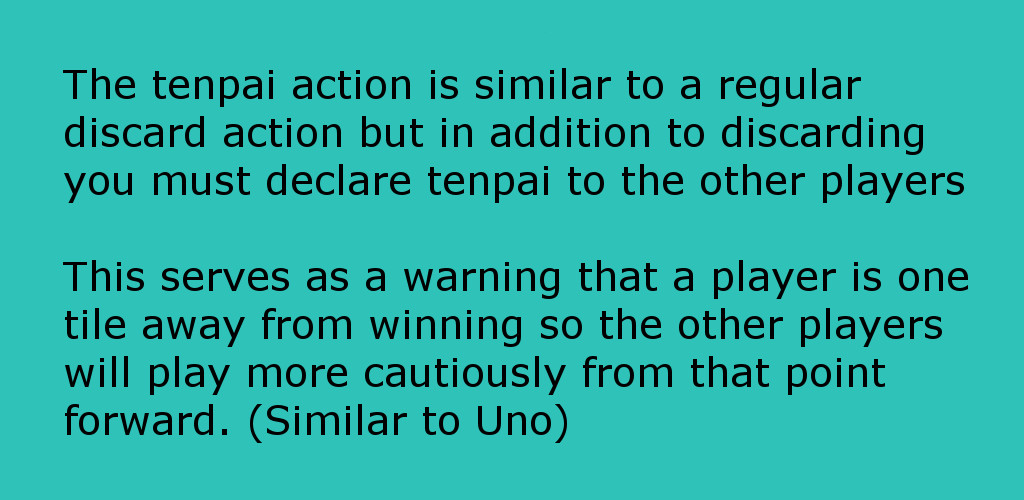 The tenpai action is similar to a regular
discard action but in addition to discarding
you must declare tenpai to the other players
This serves as a warning that a player is one
tile away from winning so the other players
will play more cautiously from that point
forward. (Similar to Uno)